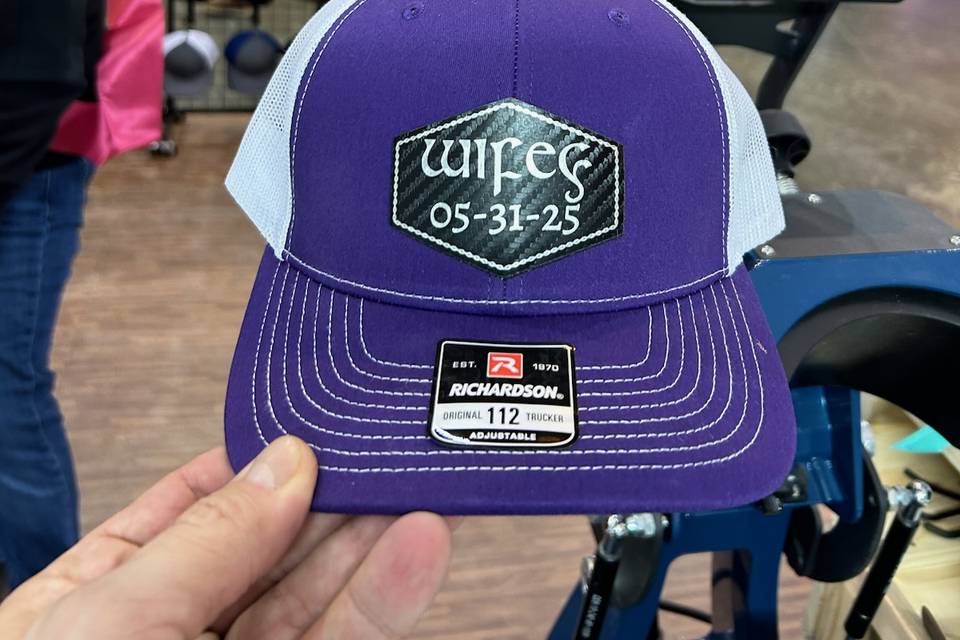 wifey
05-31-25
EST. R 1970
RICHARDSON®
ORIGINAL 112 TRUCKER
ADJUSTABLE